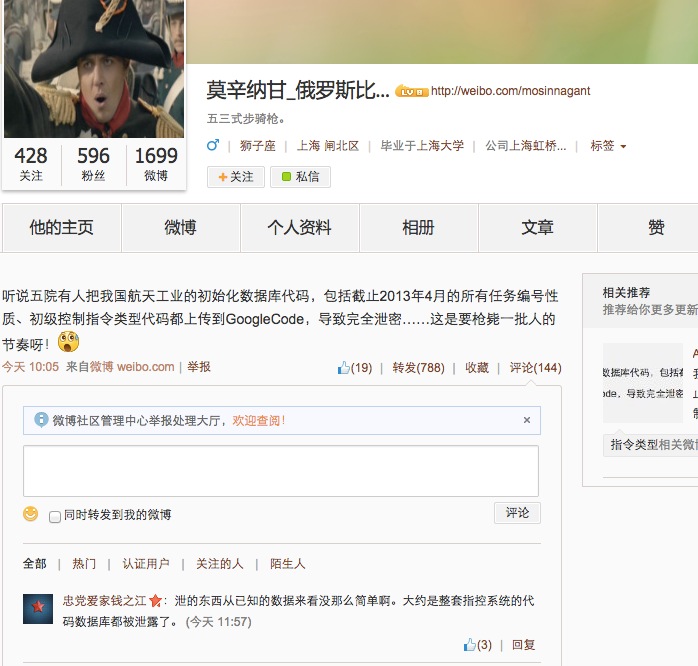 莫辛纳甘_俄罗斯比... LV 8 http://weibo.com/mosinnagant
五三式步骑枪。
428 596 1699
关注 粉丝 微博
♂ | 狮子座 | 上海 闸北区 | 毕业于上海大学 | 公司上海虹桥... | 标签
+关注 私信
他的主页 微博 个人资料 相册 文章 赞
听说五院有人把我国航天工业的初始化数据库代码，包括截止2013年4月的所有任务编号性
质、初级控制指令类型代码都上传到GoogleCode，导致完全泄密……这是要枪毙一批人的
节奏呀！
今天 10:05 来自微博 weibo.com | 举报 (19) | 转发(788) | 收藏 | 评论(144)
微博社区管理中心举报处理大厅，欢迎查阅！ ×
同时转发到我的微博 评论
全部 | 热门 | 认证用户 | 关注的人 | 陌生人
忠党爱家钱之江：泄的东西从已知的数据来看没那么简单啊。大约是整套指控系统的代
码数据库都被泄露了。 (今天 11:57)
(3) | 回复
相关推荐
推荐给你更多更新
数据库代码，包括
ode，导致完全泄密
指令类型相关微